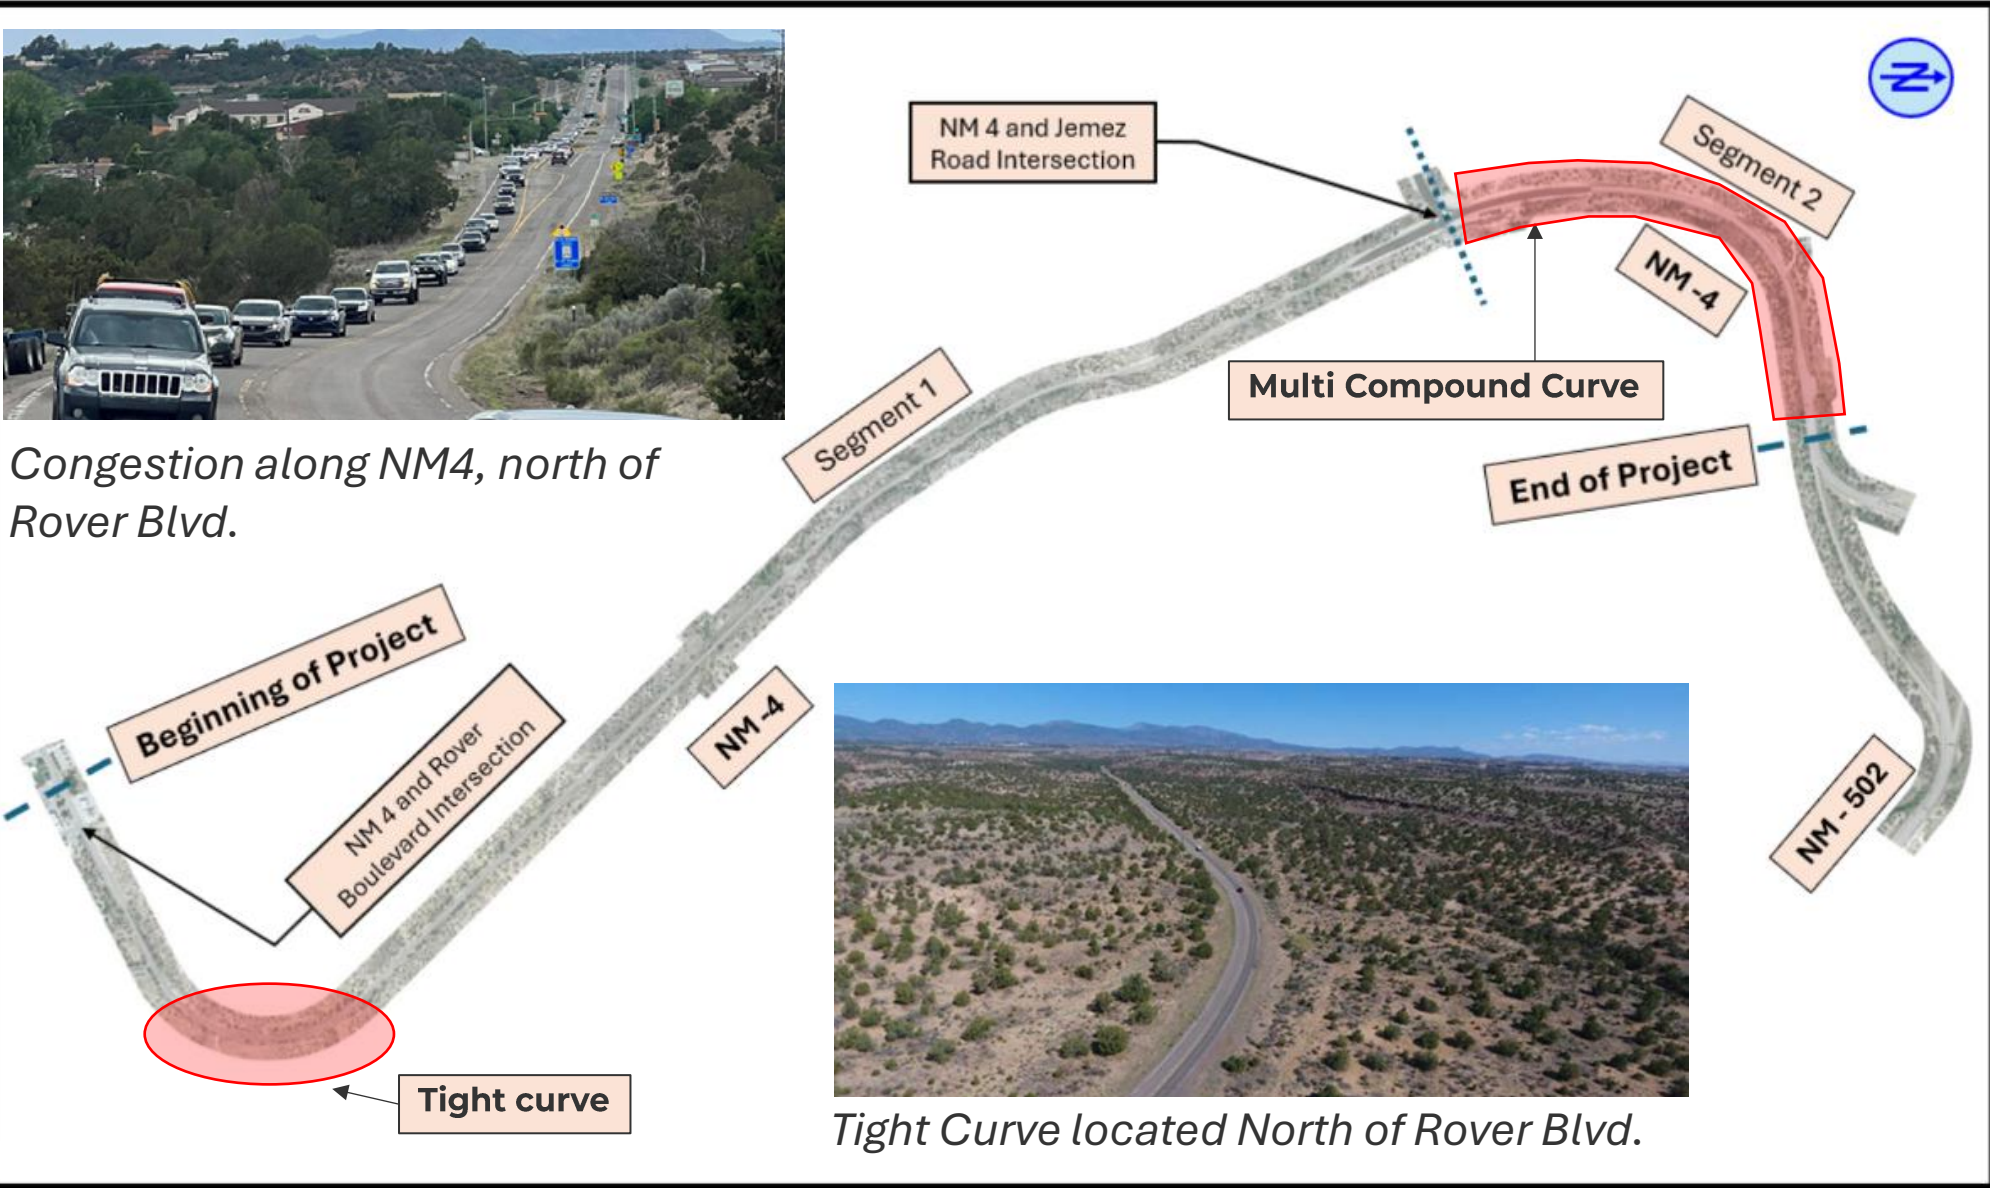 NM 4 and Jemez
Road Intersection
Segment 2
NM -4
Multi Compound Curve
Segment 1
End of Project
Congestion along NM4, north of
Rover Blvd.
Beginning of Project
NM 4 and Rover
Boulevard Intersection
NM -4
NM - 502
Tight curve
Tight Curve located North of Rover Blvd.